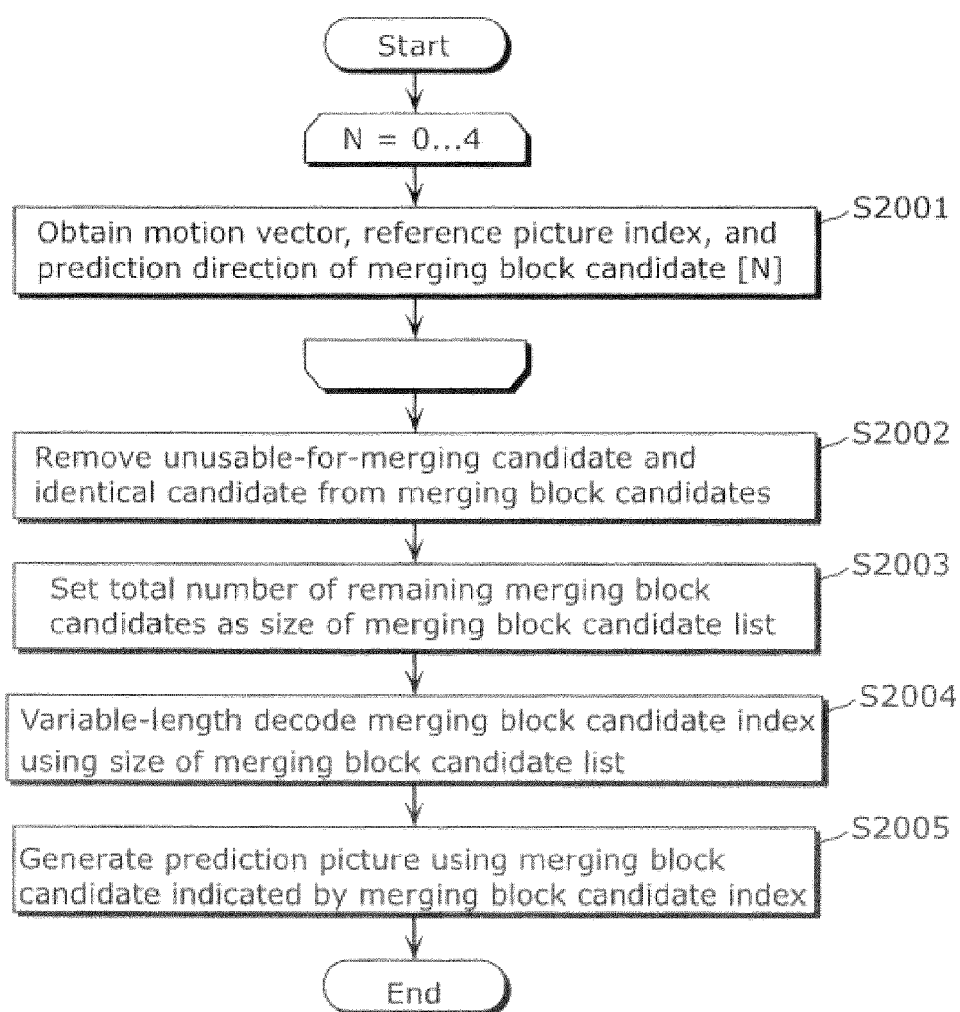 Start
N = 0...4
S2001
Obtain motion vector, reference picture index, and
prediction direction of merging block candidate [N]
S2002
Remove unusable-for-merging candidate and
identical candidate from merging block candidates
S2003
Set total number of remaining merging block
candidates as size of merging block candidate list
S2004
Variable-length decode merging block candidate index
using size of merging block candidate list
S2005
Generate prediction picture using merging block
candidate indicated by merging block candidate index
End